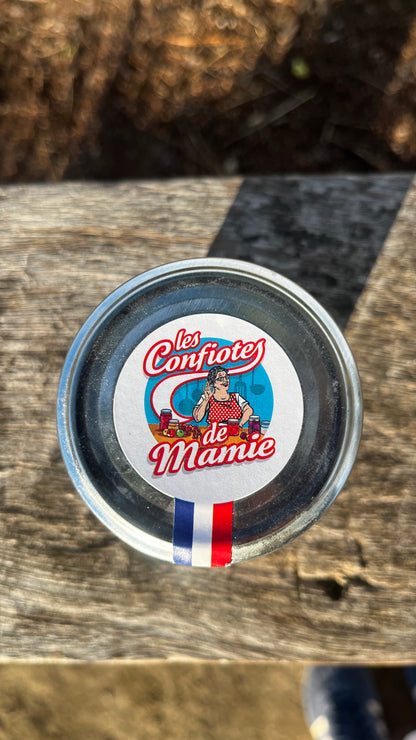 les
Confiotes
de
Mamie